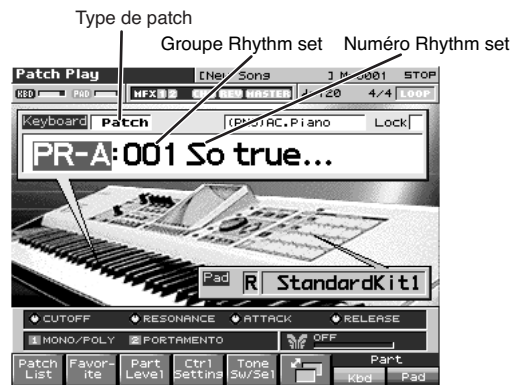 Type de patch
Groupe Rhythm set Numéro Rhythm set
Patch Play [New Song ] M 0001 STOP
KBD PAD MFX 1 2 CHO REV MASTER ♩ 120 4/4 LOOP
Keyboard Patch (PNO)AC.Piano Lock
PR-A:001 So true...
Pad R StandardKit1
CUTOFF RESONANCE ATTACK RELEASE
1 MONO/POLY 2 PORTAMENTO OFF
Patch List Favor-ite Part Level Ctrl Setting Tone Sw/Sel Part Kbd Pad